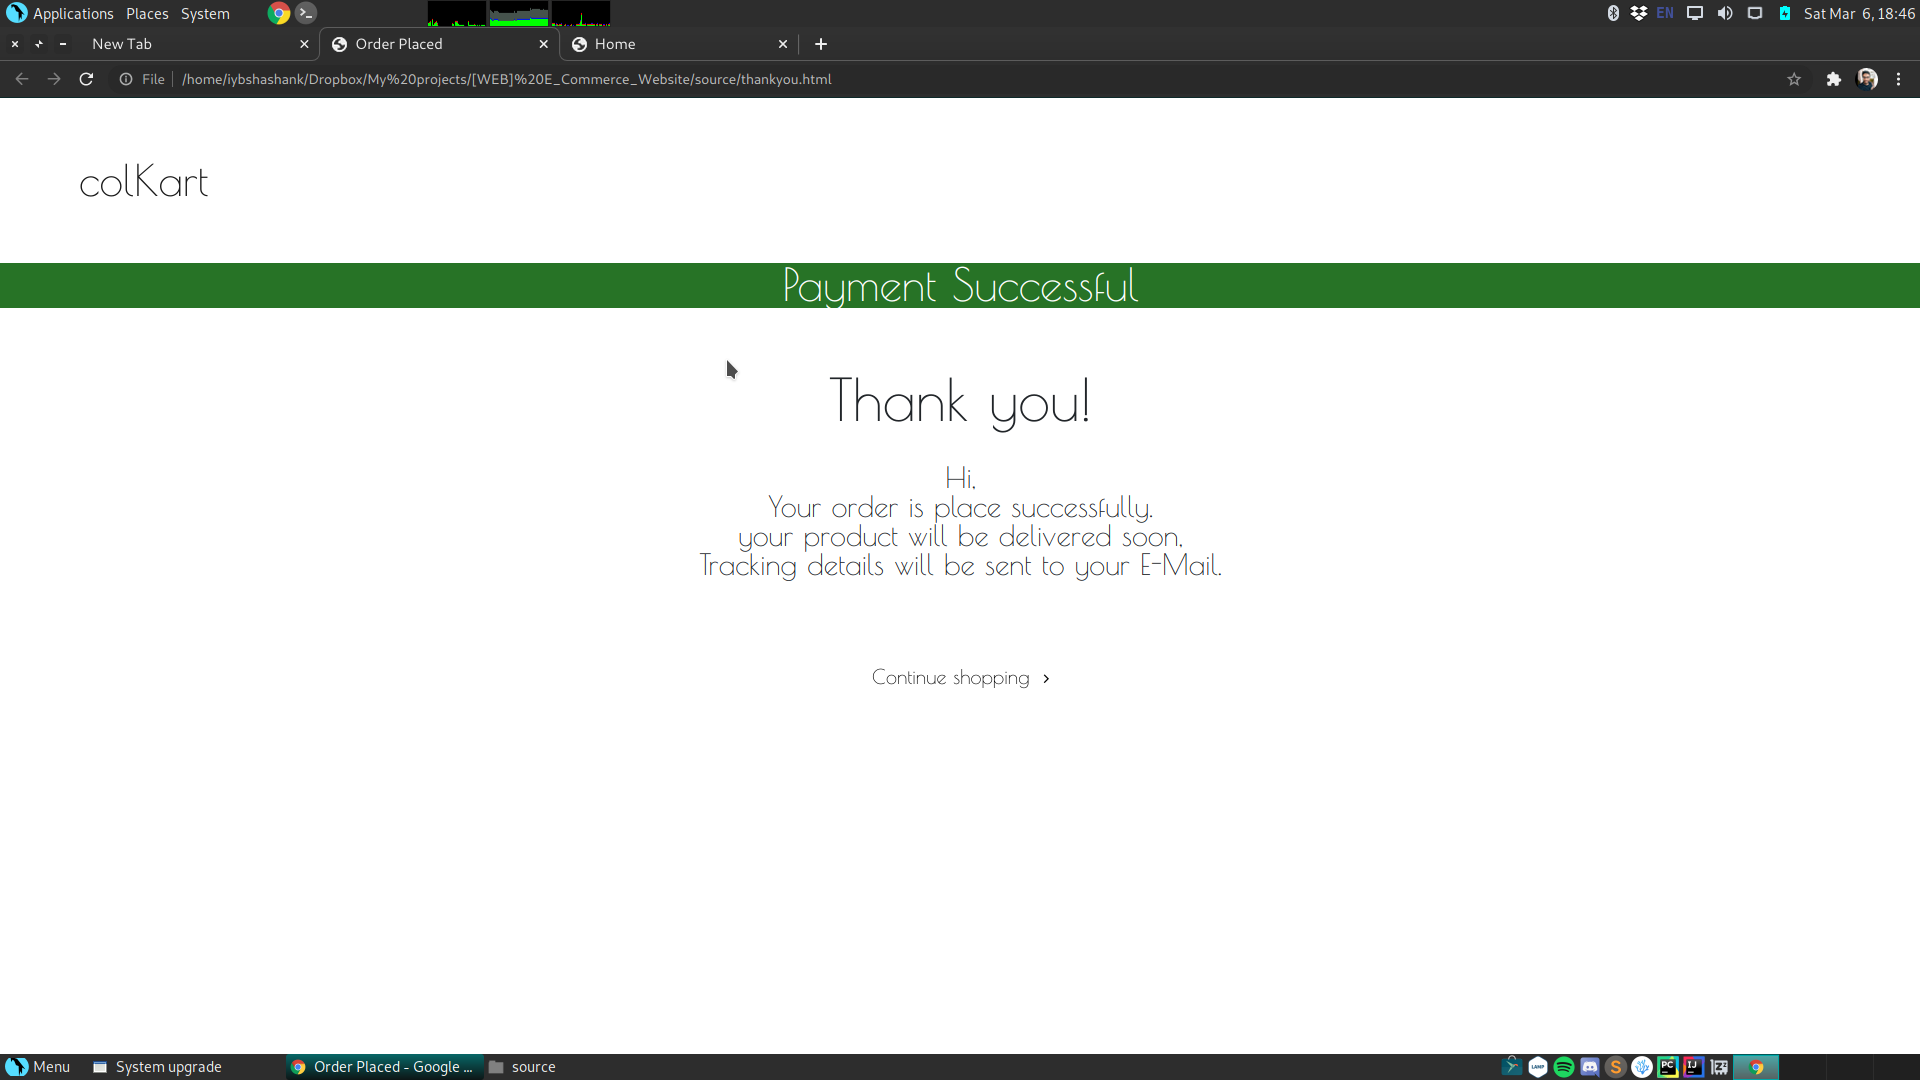 Applications Places System EN Sat Mar 6, 18:46
New Tab Order Placed Home
File /home/iybshashank/Dropbox/My%20projects/[WEB]%20E_Commerce_Website/source/thankyou.html
colKart
Payment Successful
Thank you!
Hi,
Your order is place successfully.
your product will be delivered soon,
Tracking details will be sent to your E-Mail.
Continue shopping
Menu System upgrade Order Placed - Google ... source LAMP S PC IJ